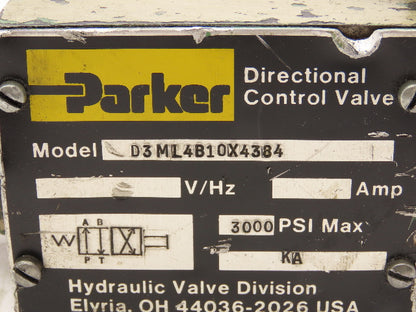 Parker
Directional
Control Valve
Model D3ML4B10X4384
V/Hz Amp
A B
P T
3000 PSI Max
KA
Hydraulic Valve Division
Elyria, OH 44036-2026 USA